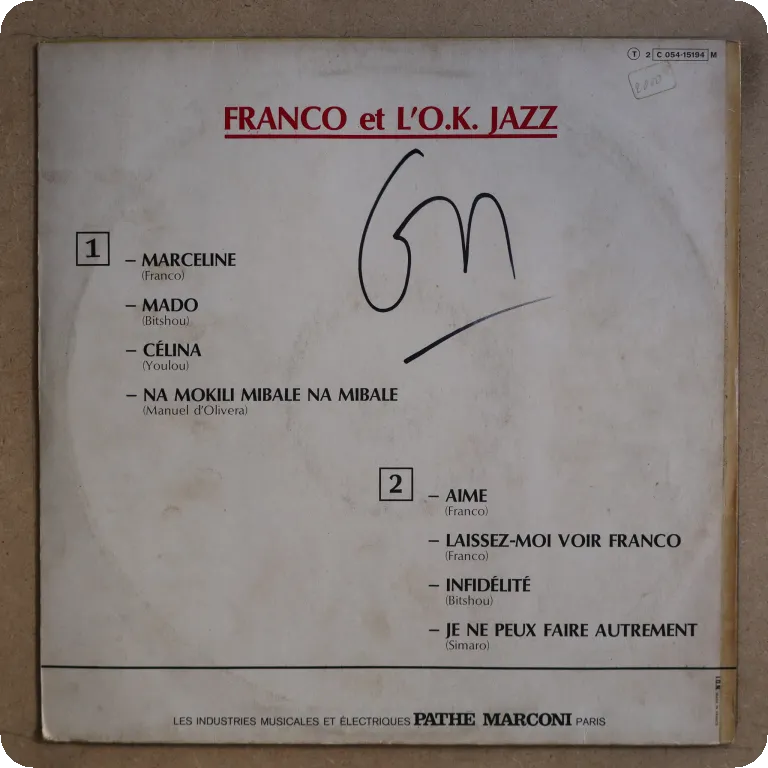 T 2 C 054-15194 M
FRANCO et L'O.K. JAZZ
1
– MARCELINE
(Franco)
– MADO
(Bitshou)
– CÉLINA
(Youlou)
– NA MOKILI MIBALE NA MIBALE
(Manuel d'Olivera)
2
– AIME
(Franco)
– LAISSEZ-MOI VOIR FRANCO
(Franco)
– INFIDÉLITÉ
(Bitshou)
– JE NE PEUX FAIRE AUTREMENT
(Simaro)
LES INDUSTRIES MUSICALES ET ÉLECTRIQUES PATHE MARCONI PARIS